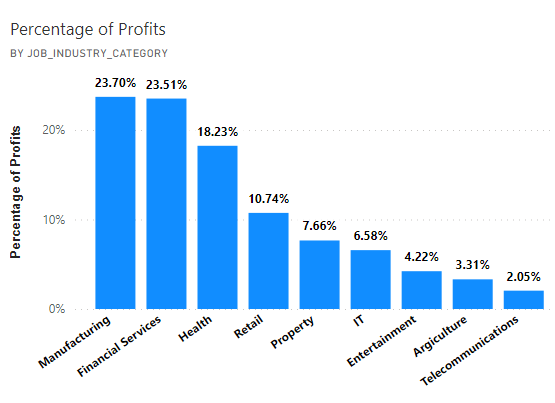 Percentage of Profits
BY JOB_INDUSTRY_CATEGORY
23.70%
23.51%
18.23%
10.74%
7.66%
6.58%
4.22%
3.31%
2.05%
20%
10%
0%
Percentage of Profits
Manufacturing
Financial Services
Health
Retail
Property
IT
Entertainment
Argiculture
Telecommunications